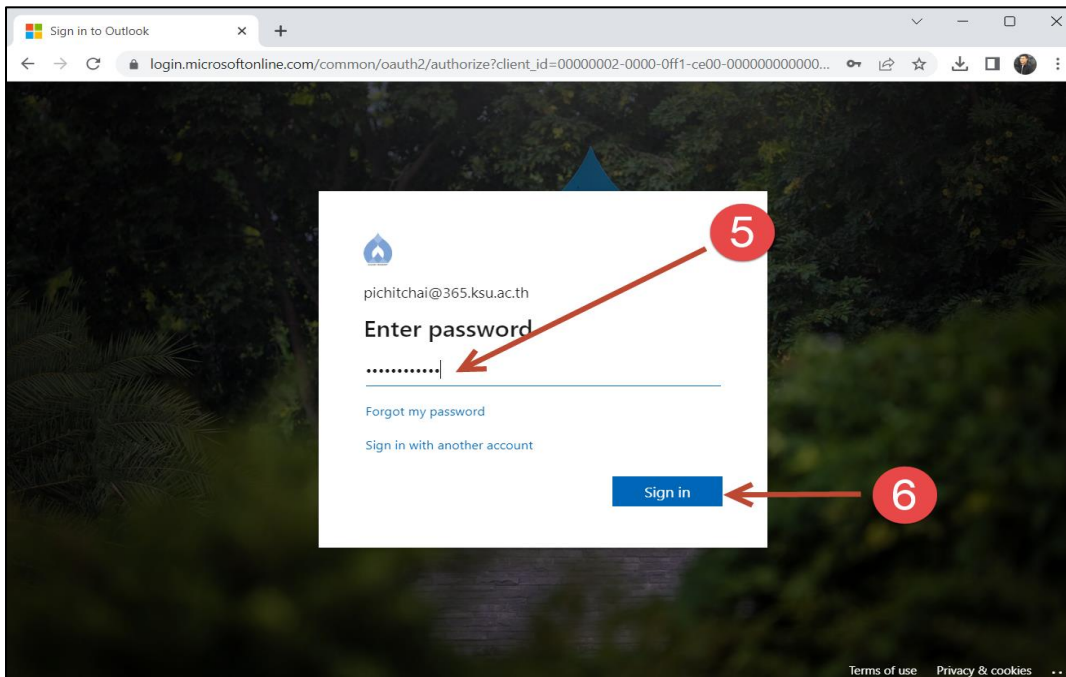 Sign in to Outlook
login.microsoftonline.com/common/oauth2/authorize?client_id=00000002-0000-0ff1-ce00-000000000000...
5
pichitchai@365.ksu.ac.th
Enter password
••••••••••••
Forgot my password
Sign in with another account
Sign in
6
Terms of use Privacy & cookies ..